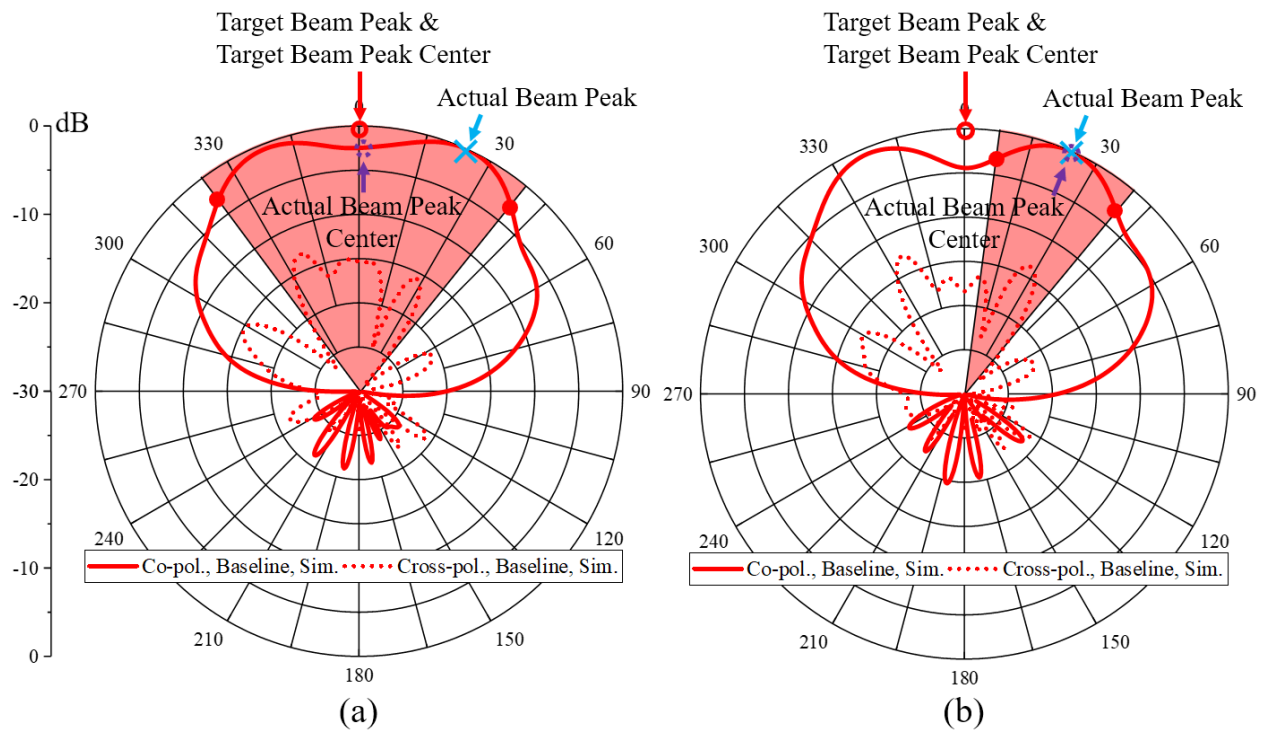 Target Beam Peak &
Target Beam Peak Center
Actual Beam Peak
0
dB
330
30
Actual Beam Peak
Center
300
60
270
90
240
120
210
150
180
0
-10
-20
-30
-20
-10
0
Co-pol., Baseline, Sim.
Cross-pol., Baseline, Sim.
(a)
Target Beam Peak &
Target Beam Peak Center
Actual Beam Peak
330
30
Actual Beam Peak
Center
300
60
270
90
240
120
210
150
180
Co-pol., Baseline, Sim.
Cross-pol., Baseline, Sim.
(b)